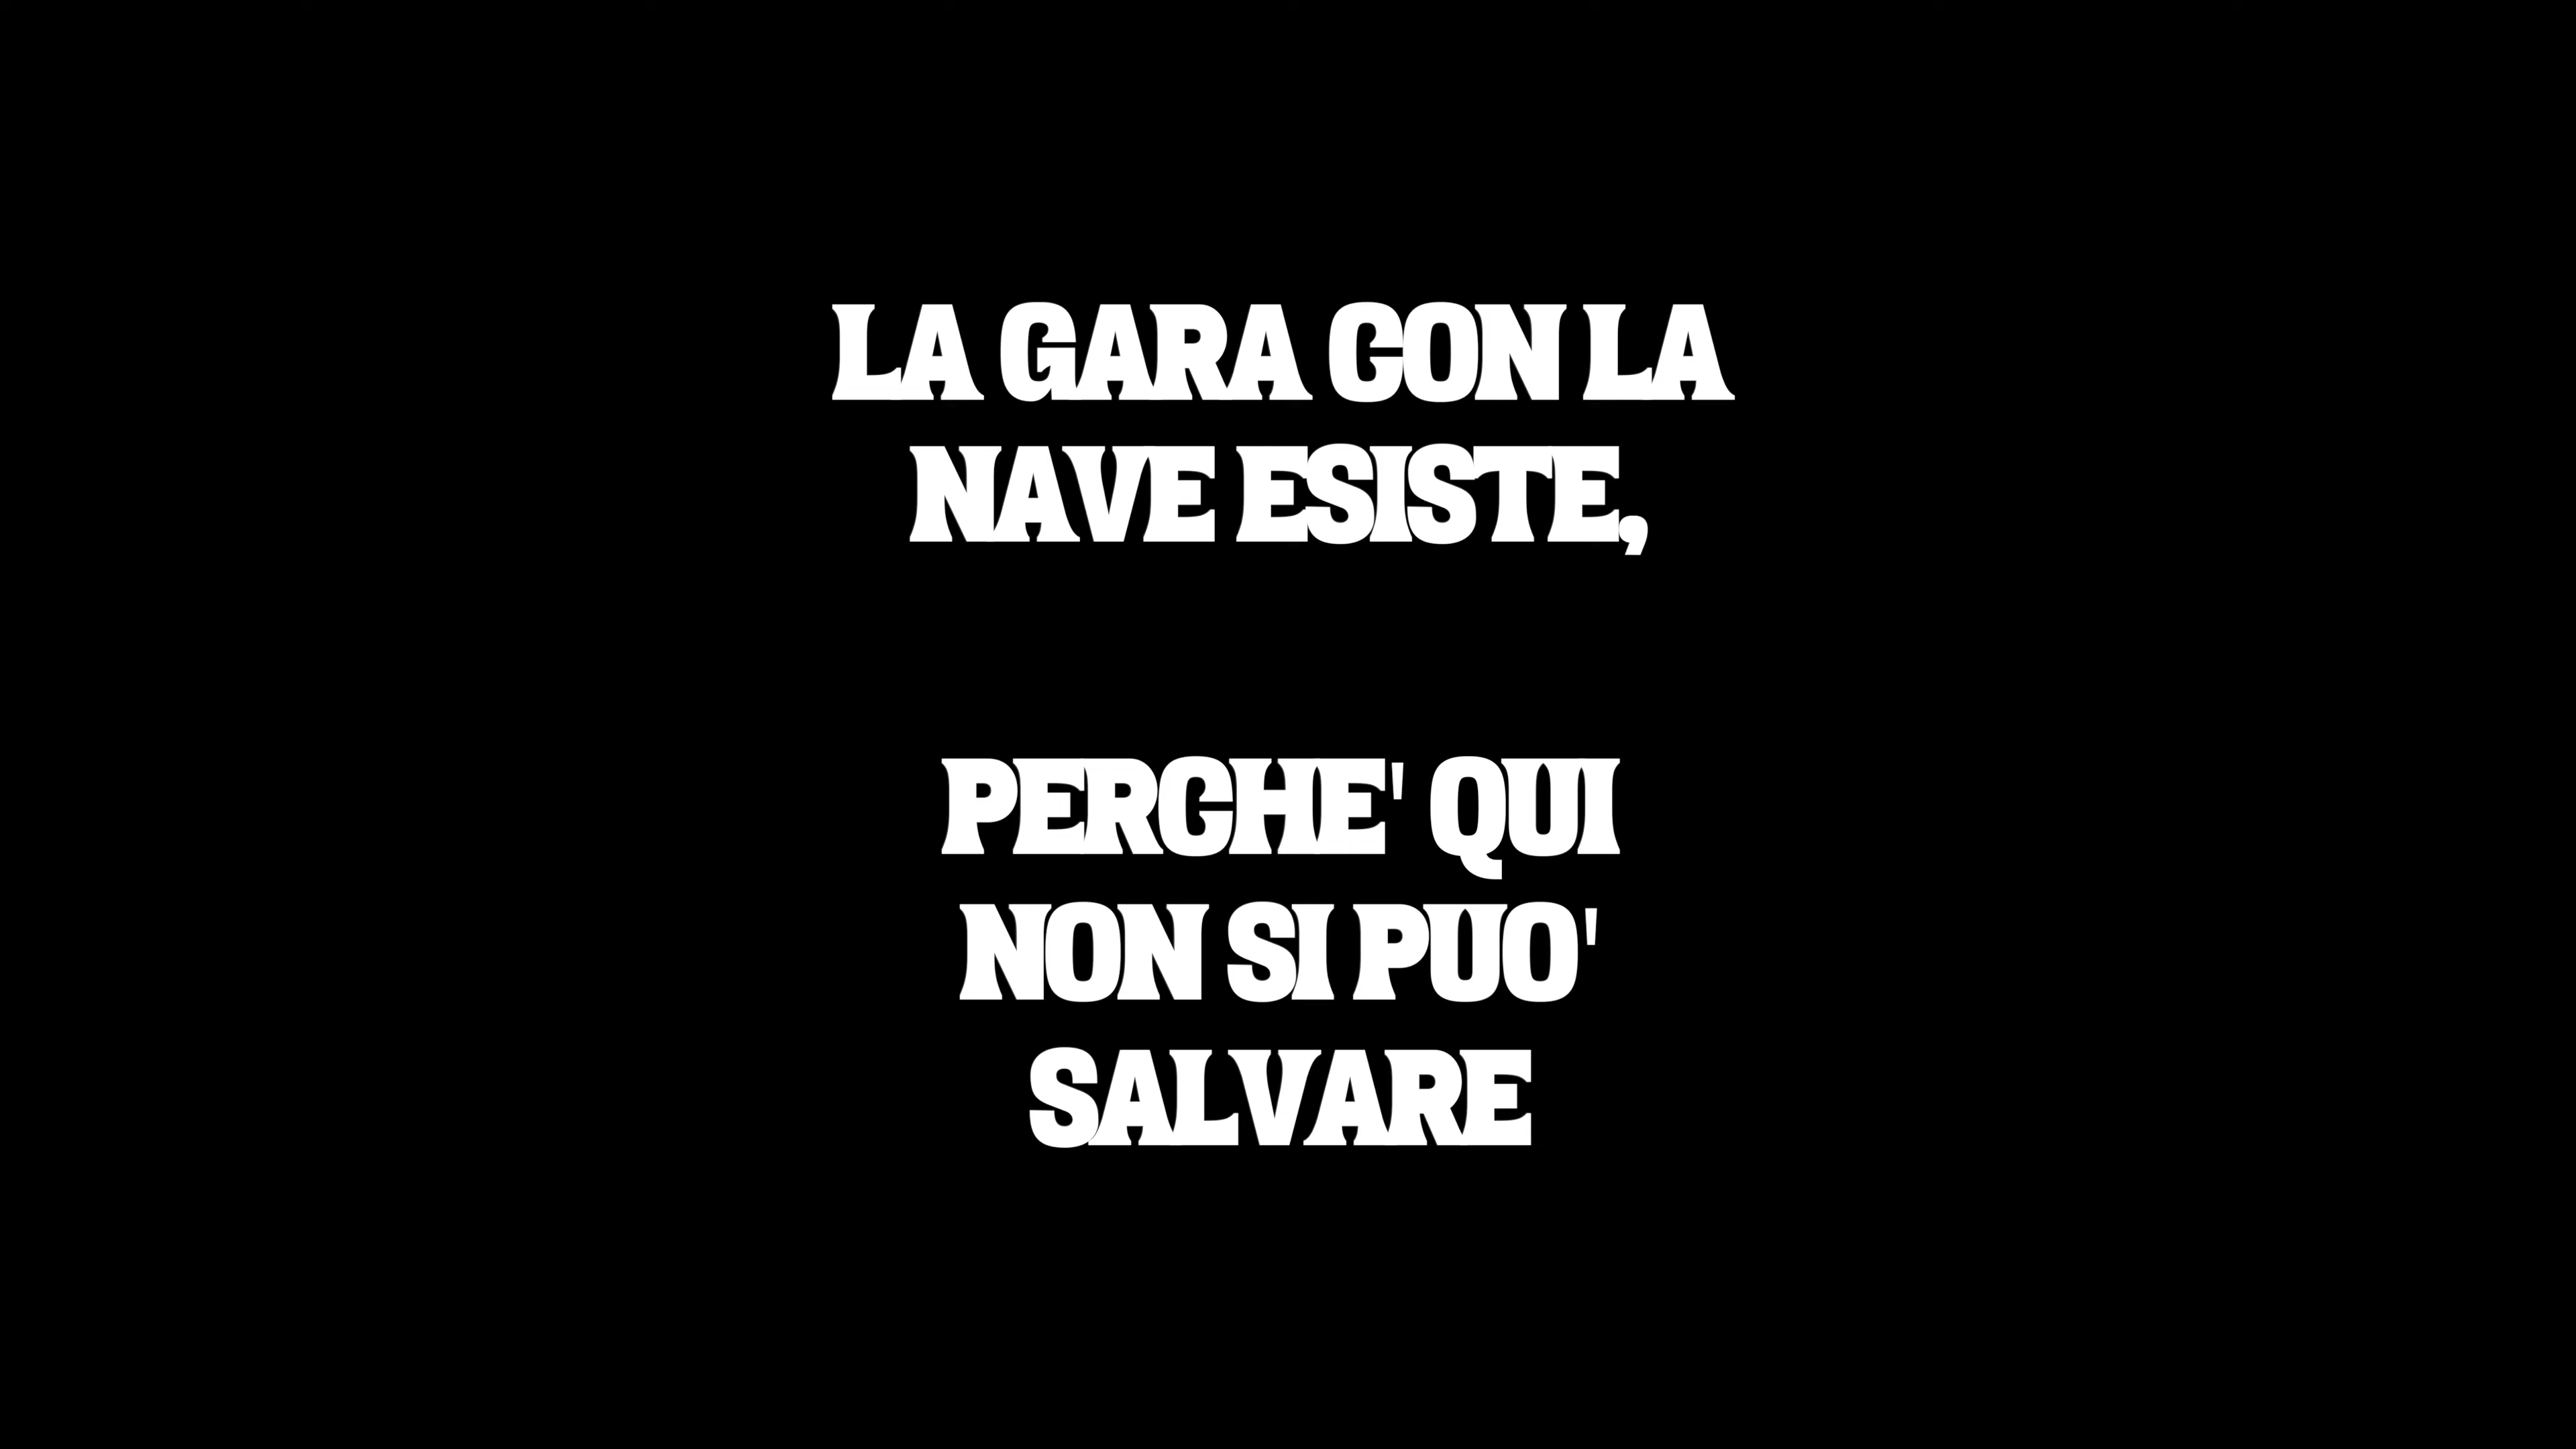 LA GARA CON LA
NAVE ESISTE,
PERCHE' QUI
NON SI PUO'
SALVARE